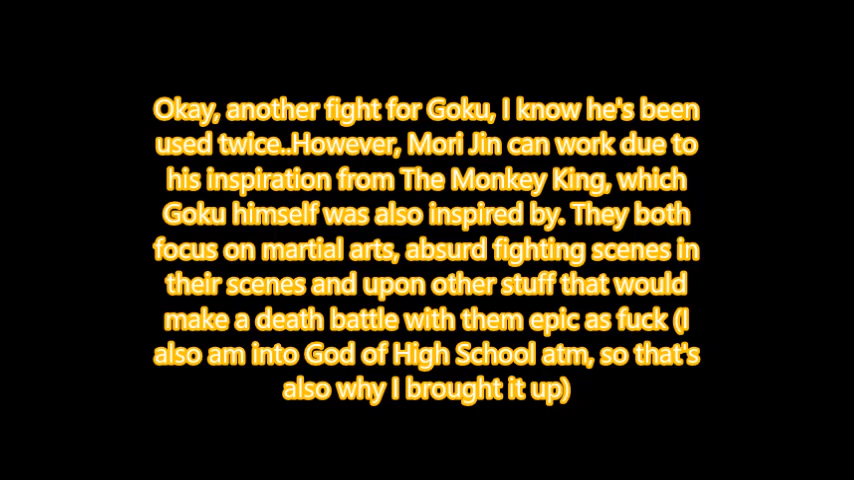 Okay, another fight for Goku, I know he's been
used twice..However, Mori Jin can work due to
his inspiration from The Monkey King, which
Goku himself was also inspired by. They both
focus on martial arts, absurd fighting scenes in
their scenes and upon other stuff that would
make a death battle with them epic as fuck (I
also am into God of High School atm, so that's
also why I brought it up)